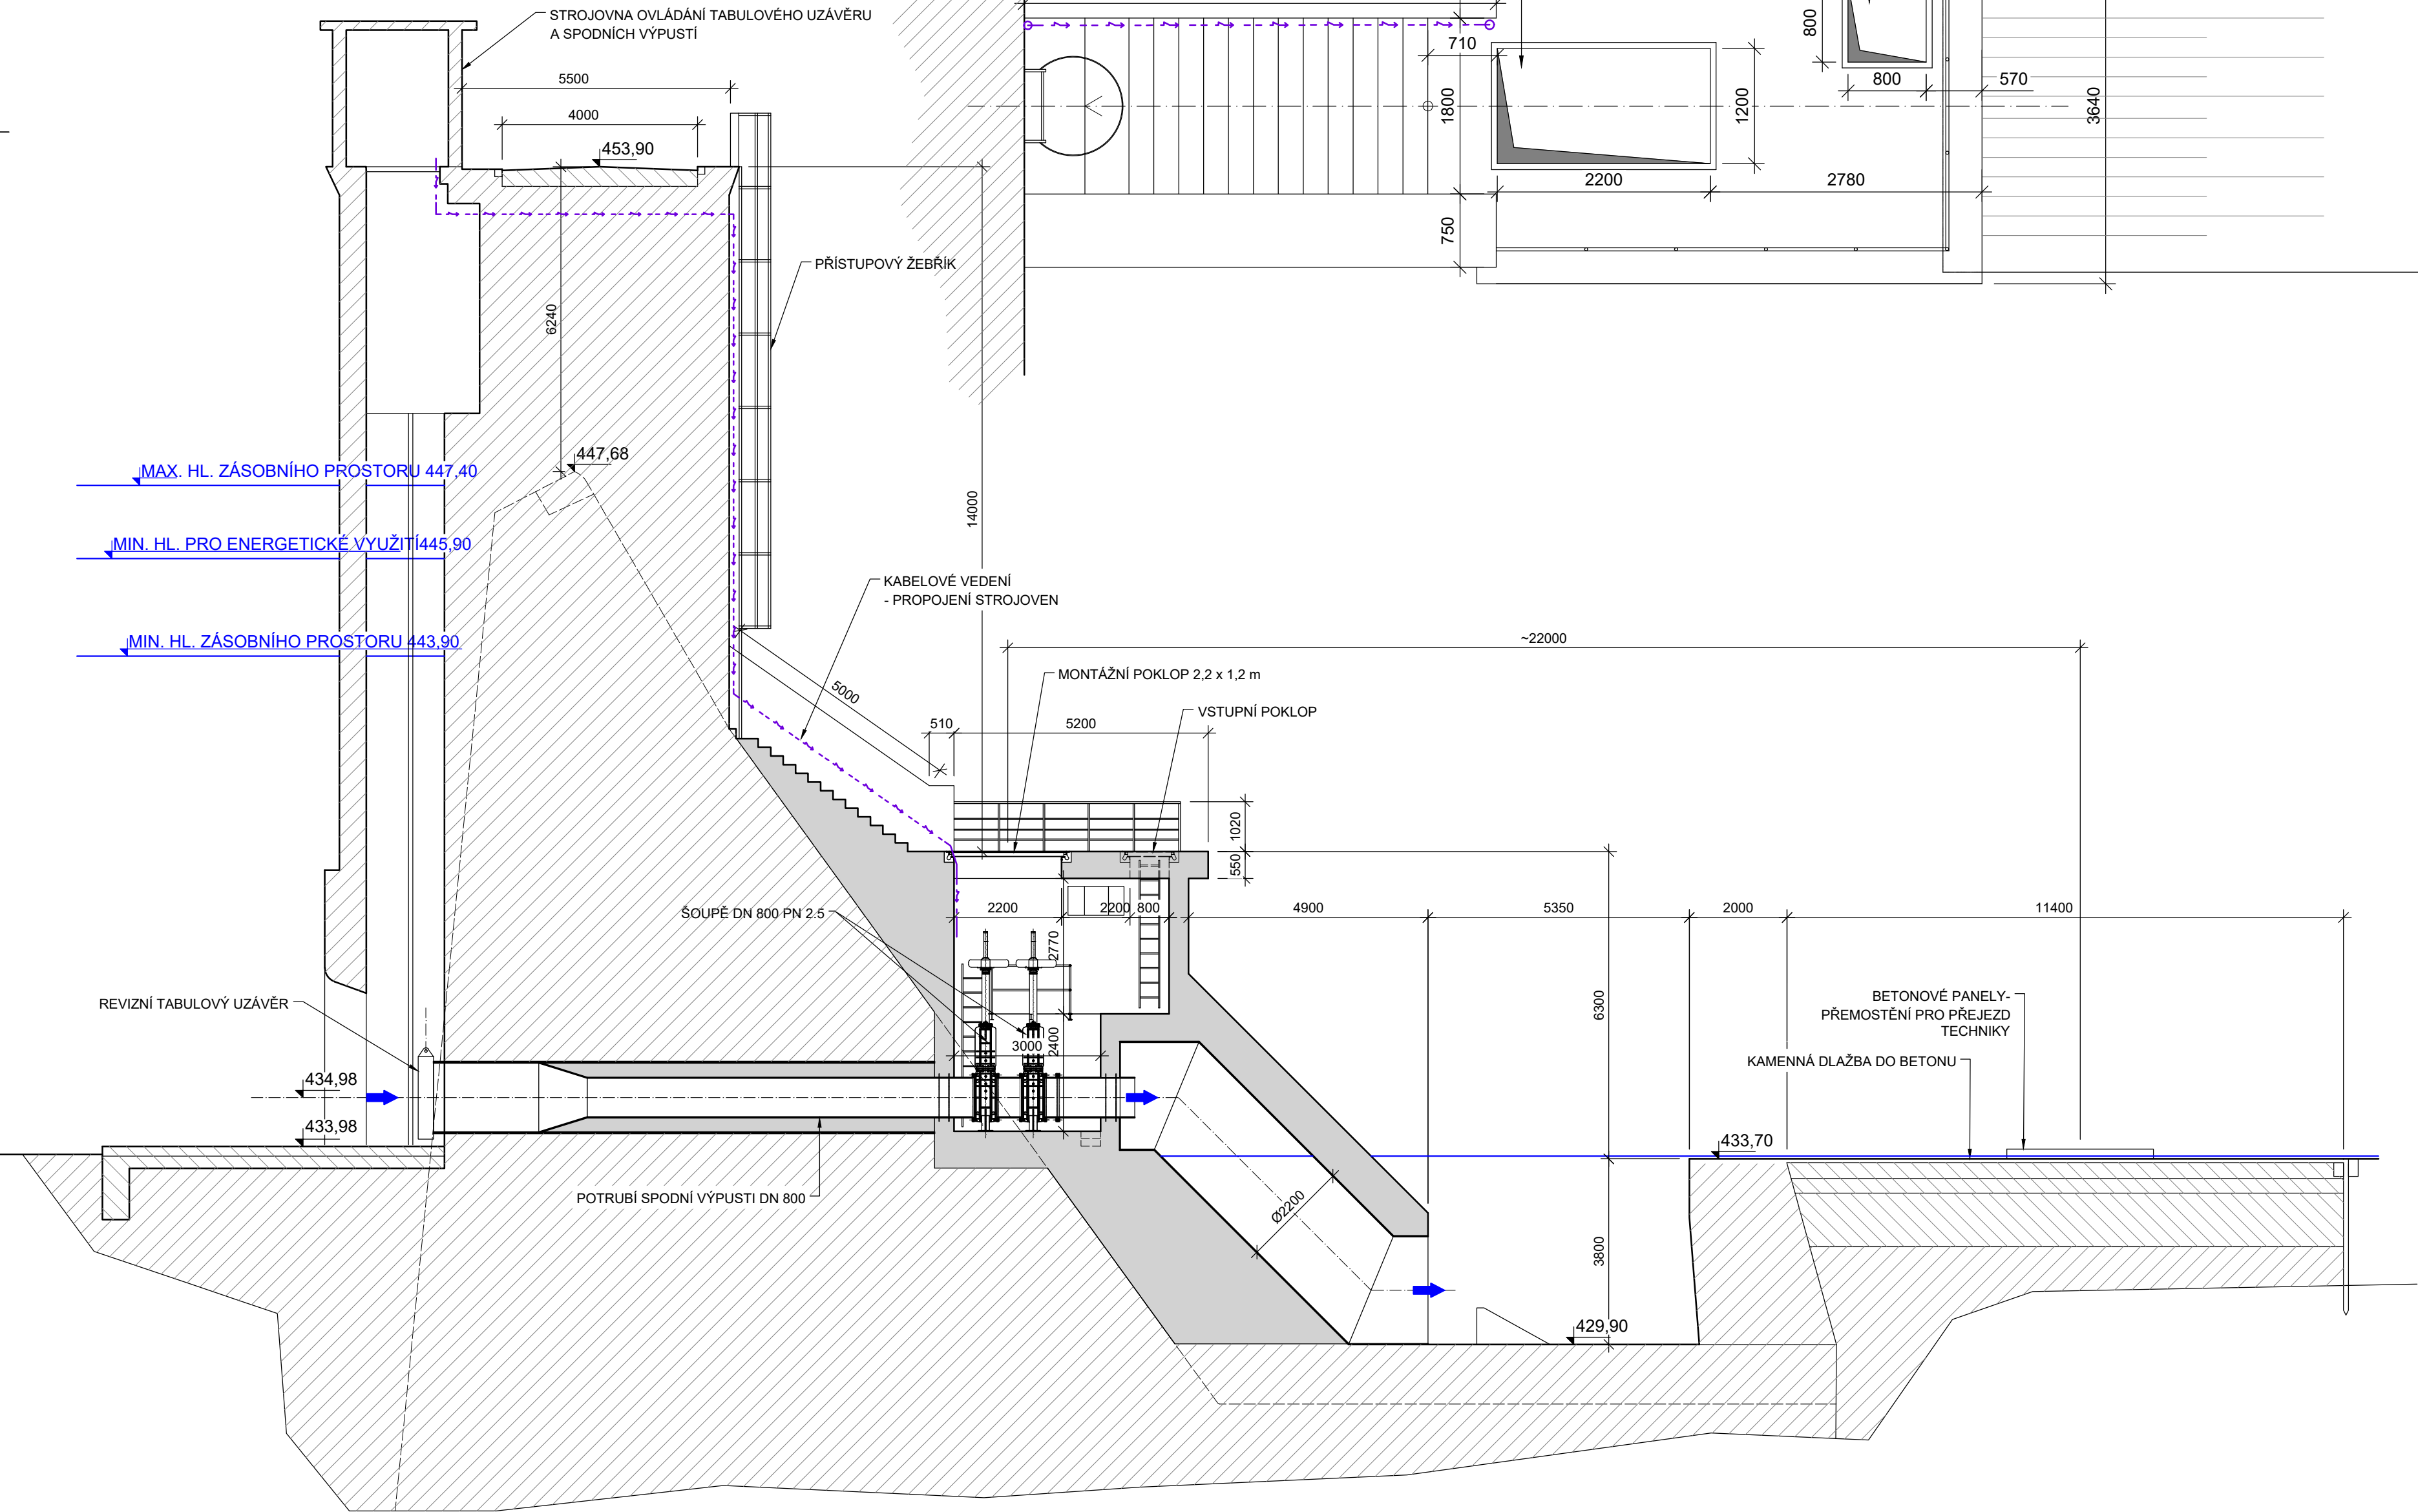 STROJOVNA OVLÁDÁNÍ TABULOVÉHO UZÁVĚRU
A SPODNÍCH VÝPUSTÍ
5500
4000
453,90
710
1800
1200
800
800
570
3640
2200
2780
750
PŘÍSTUPOVÝ ŽEBŘÍK
6240
447,68
MAX. HL. ZÁSOBNÍHO PROSTORU 447,40
MIN. HL. PRO ENERGETICKÉ VYUŽITÍ445,90
MIN. HL. ZÁSOBNÍHO PROSTORU 443,90
14000
KABELOVÉ VEDENÍ
- PROPOJENÍ STROJOVEN
~22000
5000
MONTÁŽNÍ POKLOP 2,2 x 1,2 m
VSTUPNÍ POKLOP
510
5200
1020
550
ŠOUPĚ DN 800 PN 2.5
2200
2200
800
4900
5350
2000
11400
2770
2400
3000
6300
REVIZNÍ TABULOVÝ UZÁVĚR
BETONOVÉ PANELY-
PŘEMOSTĚNÍ PRO PŘEJEZD
TECHNIKY
KAMENNÁ DLAŽBA DO BETONU
434,98
433,98
433,70
POTRUBÍ SPODNÍ VÝPUSTI DN 800
Ø2200
3800
429,90